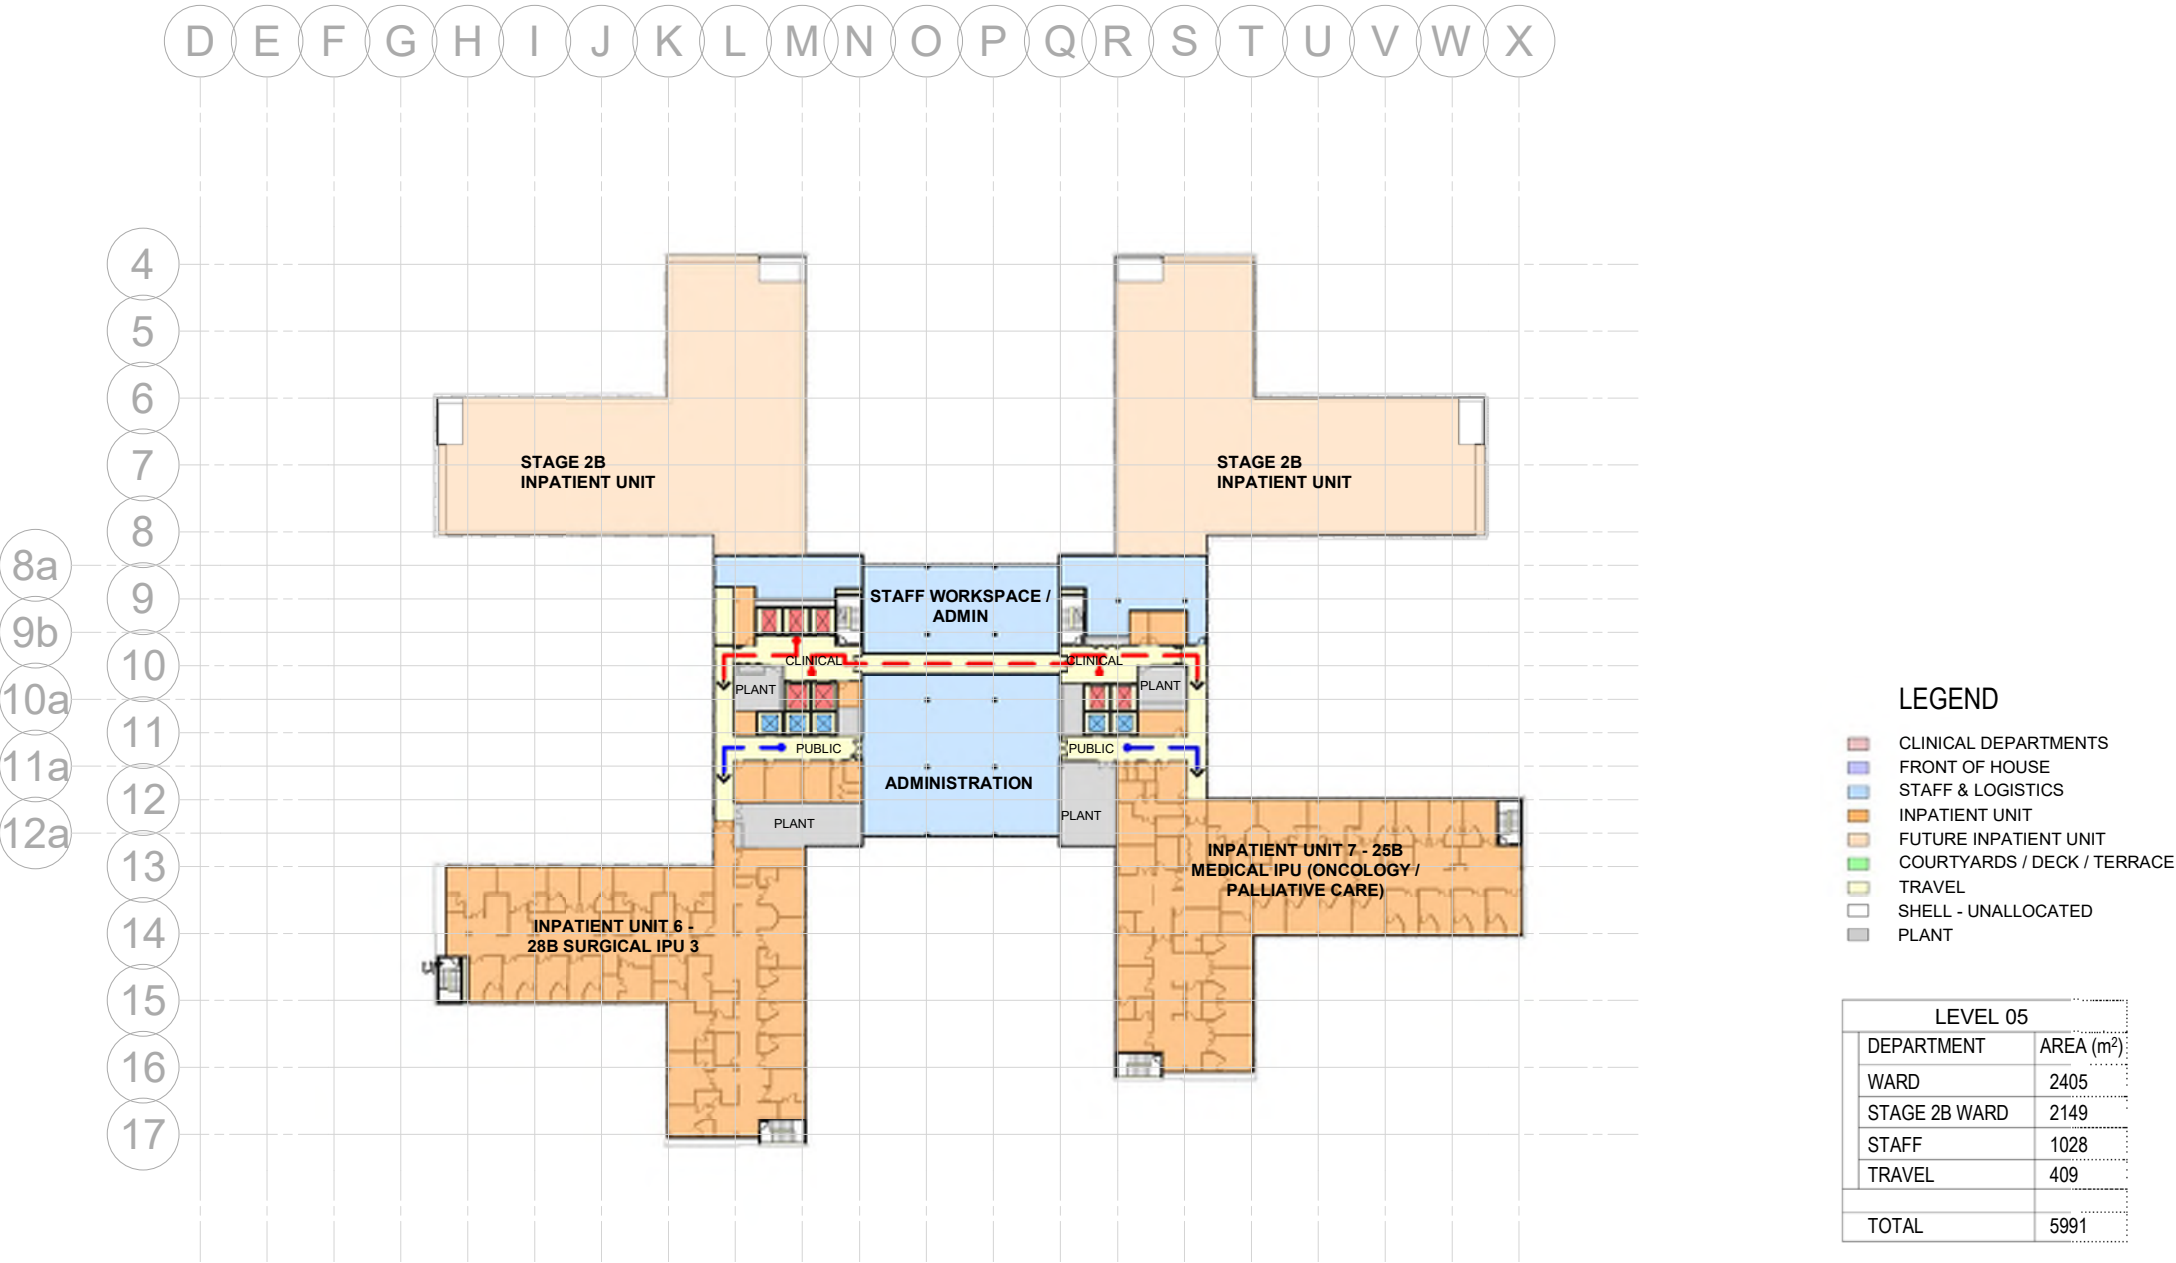 D E F G H I J K L M N O P Q R S T U V W X
4
5
6
7
8
8a
9
9b
10
10a
11
11a
12
12a
13
14
15
16
17
STAGE 2B
INPATIENT UNIT
STAGE 2B
INPATIENT UNIT
STAFF WORKSPACE /
ADMIN
CLINICAL
CLINICAL
PLANT
PLANT
PUBLIC
PUBLIC
ADMINISTRATION
PLANT
PLANT
INPATIENT UNIT 7 - 25B
MEDICAL IPU (ONCOLOGY /
PALLIATIVE CARE)
INPATIENT UNIT 6 -
28B SURGICAL IPU 3
LEGEND
CLINICAL DEPARTMENTS
FRONT OF HOUSE
STAFF & LOGISTICS
INPATIENT UNIT
FUTURE INPATIENT UNIT
COURTYARDS / DECK / TERRACE
TRAVEL
SHELL - UNALLOCATED
PLANT
LEVEL 05
DEPARTMENT AREA (m²)
WARD 2405
STAGE 2B WARD 2149
STAFF 1028
TRAVEL 409
TOTAL 5991